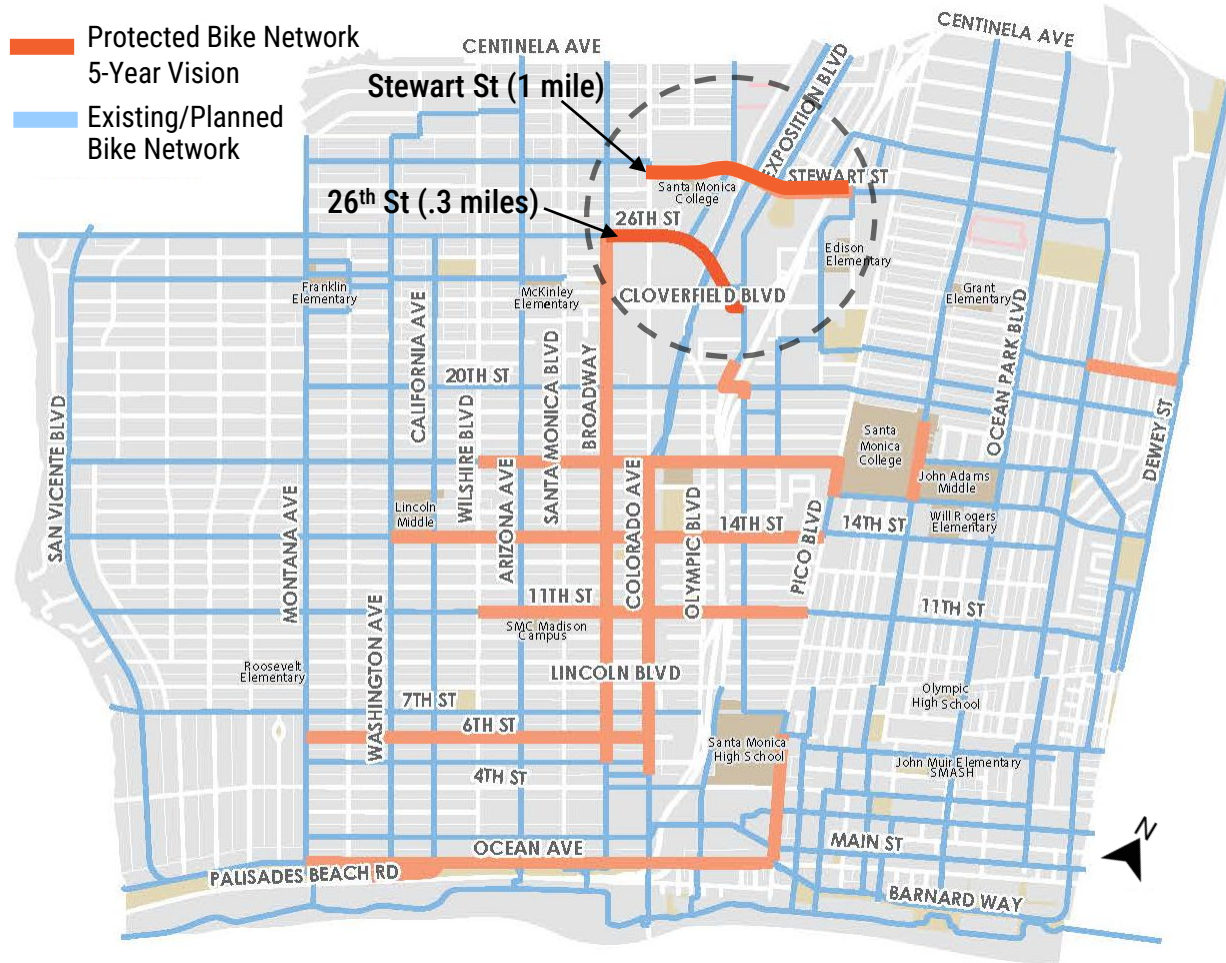 Protected Bike Network
5-Year Vision
Existing/Planned
Bike Network
CENTINELA AVE
CENTINELA AVE
Stewart St (1 mile)
EXPOSITION BLVD
STEWART ST
Santa Monica
College
26th St (.3 miles)
26TH ST
Edison
Elementary
Franklin
Elementary
McKinley
Elementary
CLOVERFIELD BLVD
Grant
Elementary
CALIFORNIA AVE
SANTA MONICA BLVD
BROADWAY
OCEAN PARK BLVD
20TH ST
SAN VICENTE BLVD
WILSHIRE BLVD
DEWEY ST
Santa
Monica
College
John Adams
Middle
MONTANA AVE
Lincoln
Middle
ARIZONA AVE
COLORADO AVE
OLYMPIC BLVD
14TH ST
PICO BLVD
14TH ST
Will Rogers
Elementary
WASHINGTON AVE
11TH ST
11TH ST
SMC Madison
Campus
Roosevelt
Elementary
LINCOLN BLVD
7TH ST
6TH ST
Olympic
High School
Santa Monica
High School
4TH ST
John Muir Elementary
SMASH
OCEAN AVE
MAIN ST
N
PALISADES BEACH RD
BARNARD WAY